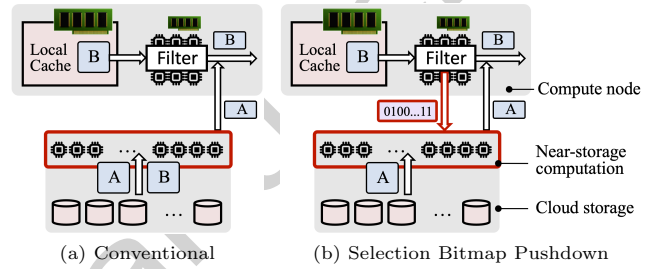 Local
Cache
B
Filter
B
A
A
B
...
...
(a) Conventional
Local
Cache
B
Filter
B
0100...11
A
A
...
...
Compute node
Near-storage
computation
Cloud storage
(b) Selection Bitmap Pushdown